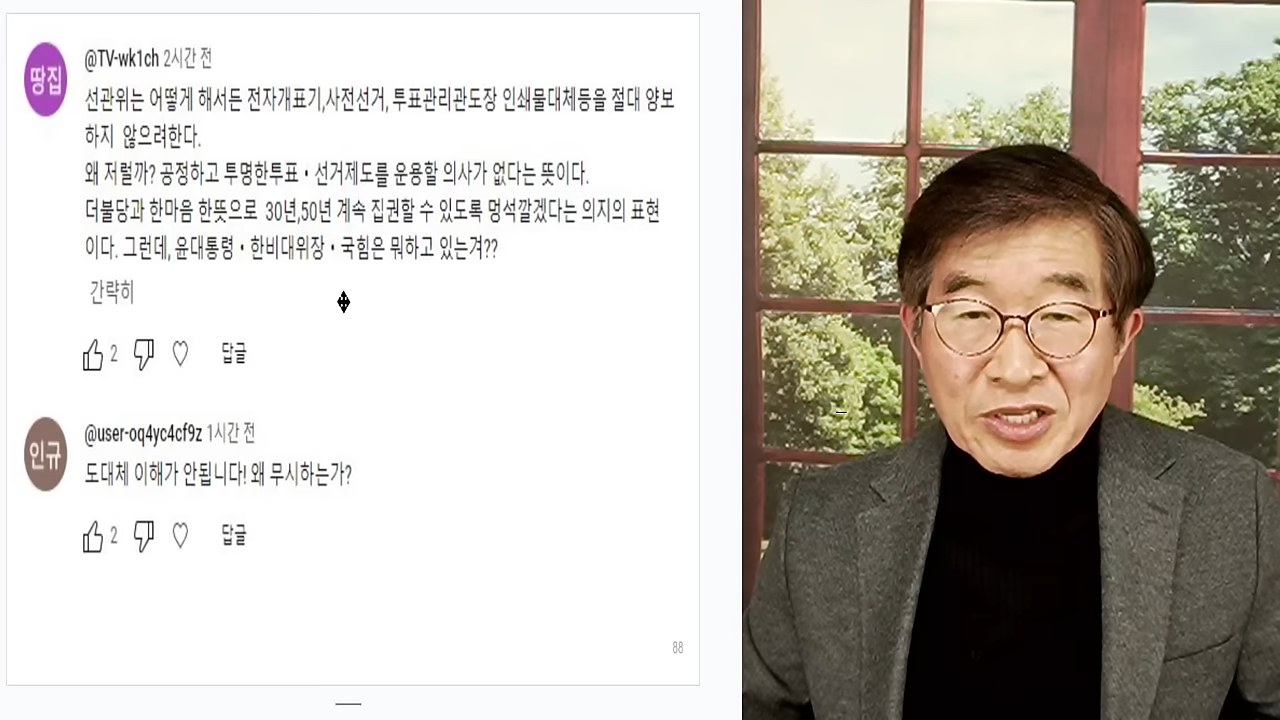 땅집
@TV-wk1ch 2시간 전
선관위는 어떻게 해서든 전자개표기,사전선거, 투표관리관도장 인쇄물대체등을 절대 양보
하지 않으려한다.
왜 저럴까? 공정하고 투명한투표·선거제도를 운용할 의사가 없다는 뜻이다.
더불당과 한마음 한뜻으로 30년,50년 계속 집권할 수 있도록 멍석깔겠다는 의지의 표현
이다. 그런데, 윤대통령·한비대위장·국힘은 뭐하고 있는겨??
간략히
2 답글
인규
@user-oq4yc4cf9z 1시간 전
도대체 이해가 안됩니다! 왜 무시하는가?
2 답글
88